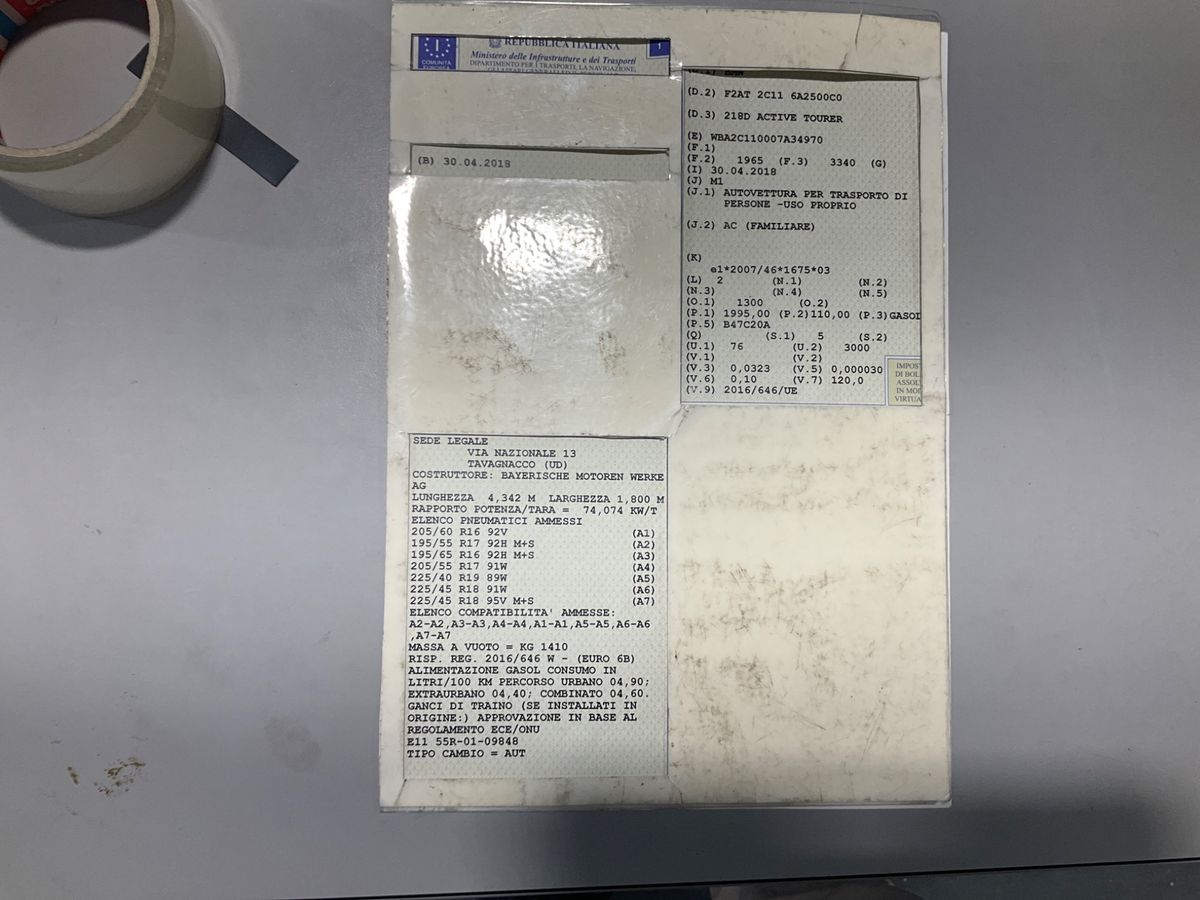 COMUNITÀ
EUROPEA
REPUBBLICA ITALIANA
Ministero delle Infrastrutture e dei Trasporti
DIPARTIMENTO PER I TRASPORTI, LA NAVIGAZIONE,
1
(B) 30.04.2018
SEDE LEGALE
VIA NAZIONALE 13
TAVAGNACCO (UD)
COSTRUTTORE: BAYERISCHE MOTOREN WERKE
AG
LUNGHEZZA 4,342 M LARGHEZZA 1,800 M
RAPPORTO POTENZA/TARA = 74,074 KW/T
ELENCO PNEUMATICI AMMESSI
205/60 R16 92V (A1)
195/55 R17 92H M+S (A2)
195/65 R16 92H M+S (A3)
205/55 R17 91W (A4)
225/40 R19 89W (A5)
225/45 R18 91W (A6)
225/45 R18 95V M+S (A7)
ELENCO COMPATIBILITA' AMMESSE:
A2-A2,A3-A3,A4-A4,A1-A1,A5-A5,A6-A6
,A7-A7
MASSA A VUOTO = KG 1410
RISP. REG. 2016/646 W - (EURO 6B)
ALIMENTAZIONE GASOL CONSUMO IN
LITRI/100 KM PERCORSO URBANO 04,90;
EXTRAURBANO 04,40; COMBINATO 04,60.
GANCI DI TRAINO (SE INSTALLATI IN
ORIGINE:) APPROVAZIONE IN BASE AL
REGOLAMENTO ECE/ONU
E11 55R-01-09848
TIPO CAMBIO = AUT
(D.2) F2AT 2C11 6A2500C0
(D.3) 218D ACTIVE TOURER
(E) WBA2C110007A34970
(F.1)
(F.2) 1965 (F.3) 3340 (G)
(I) 30.04.2018
(J) M1
(J.1) AUTOVETTURA PER TRASPORTO DI
PERSONE -USO PROPRIO
(J.2) AC (FAMILIARE)
(K)
e1*2007/46*1675*03
(L) 2 (N.1) (N.2)
(N.3) (N.4) (N.5)
(O.1) 1300 (O.2)
(P.1) 1995,00 (P.2)110,00 (P.3)GASOL
(P.5) B47C20A
(Q) (S.1) 5 (S.2)
(U.1) 76 (U.2) 3000
(V.1) (V.2)
(V.3) 0,0323 (V.5) 0,000030
(V.6) 0,10 (V.7) 120,0
(V.9) 2016/646/UE
IMPOS
DI BOL
ASSOL
IN MOD
VIRTUA